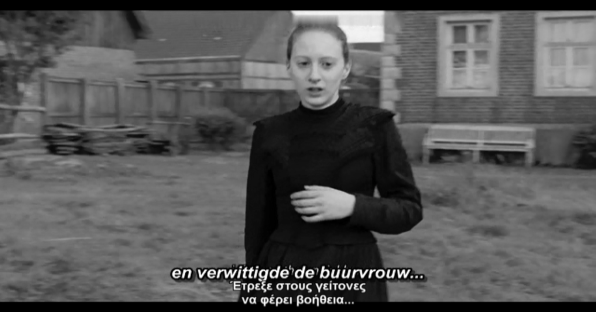 en verwittigde de buurvrouw...
Έτρεξε στους γείτονες
να φέρει βοήθεια...